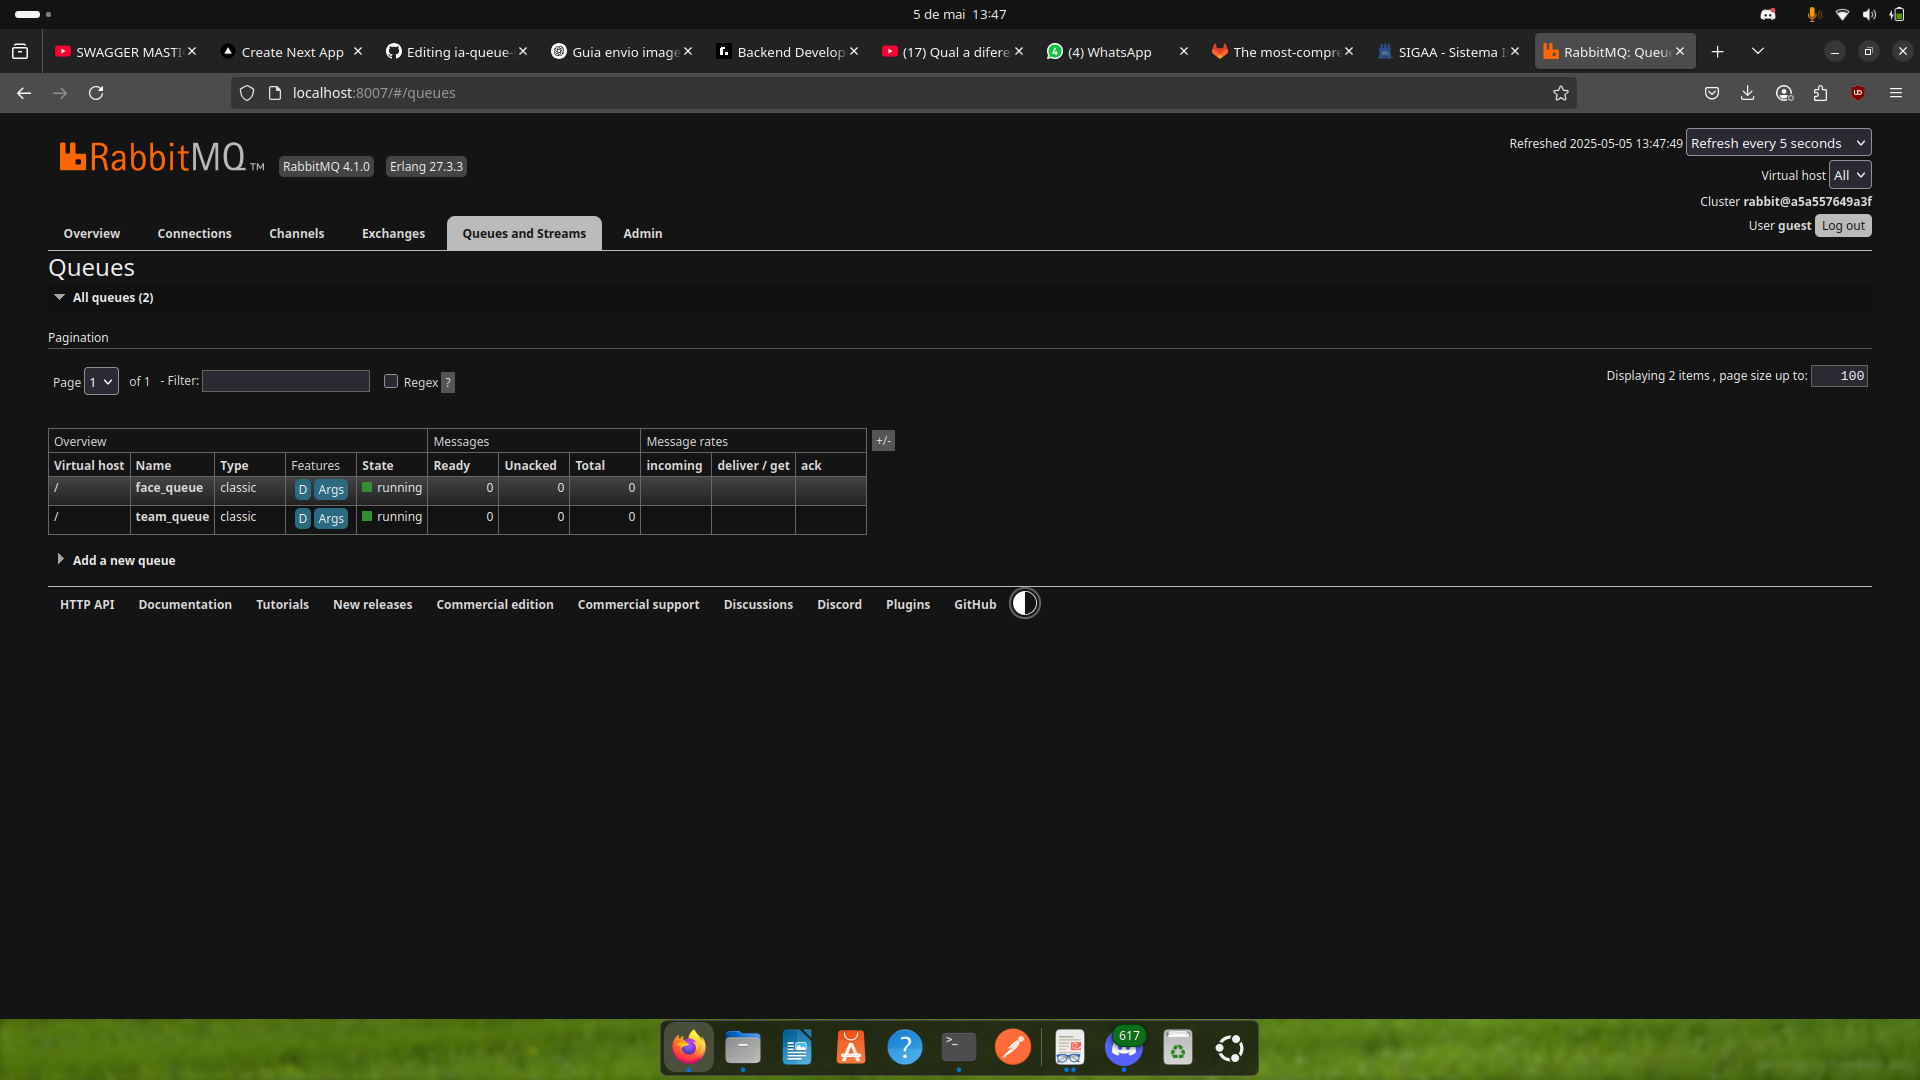 5 de mai 13:47
SWAGGER MASTI
Create Next App
Editing ia-queue-
Guia envio image
Backend Develop
(17) Qual a difere
(4) WhatsApp
The most-compre
SIGAA - Sistema I
RabbitMQ: Queu
localhost:8007/#/queues
RabbitMQ TM
RabbitMQ 4.1.0
Erlang 27.3.3
Refreshed 2025-05-05 13:47:49 Refresh every 5 seconds
Virtual host All
Cluster rabbit@a5a557649a3f
User guest Log out
Overview Connections Channels Exchanges Queues and Streams Admin
Queues
All queues (2)
Pagination
Page 1 of 1 - Filter: Regex ?
Displaying 2 items , page size up to: 100
Overview Messages Message rates +/-
Virtual host Name Type Features State Ready Unacked Total incoming deliver / get ack
/ face_queue classic D Args running 0 0 0
/ team_queue classic D Args running 0 0 0
Add a new queue
HTTP API Documentation Tutorials New releases Commercial edition Commercial support Discussions Discord Plugins GitHub
617